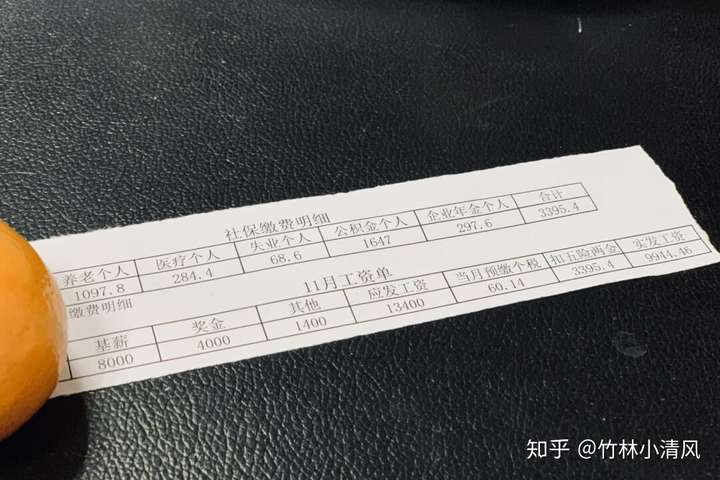 社保缴费明细
养老个人 医疗个人 失业个人 公积金个人 企业年金个人 合计
1097.8 284.4 68.6 1647 297.6 3395.4
缴费明细
11月工资单
基薪 奖金 其他 应发工资 当月预缴个税 扣五险两金 实发工资
8000 4000 1400 13400 60.14 3395.4 9944.46
知乎 @竹林小清风